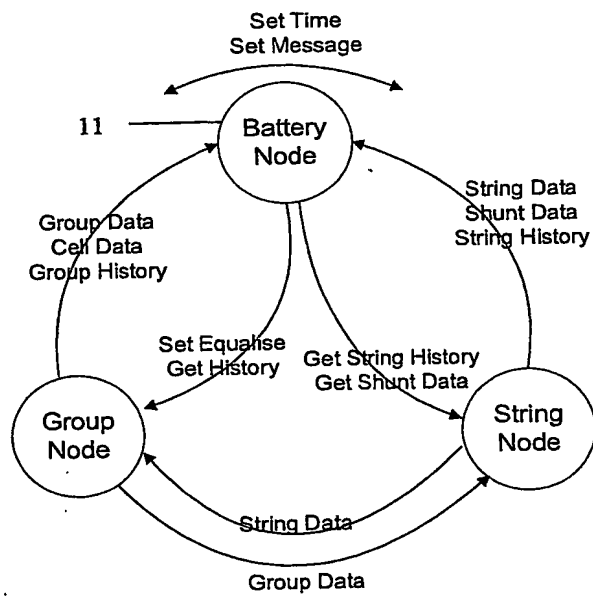 Set Time
Set Message
11
Battery
Node
Group Data
Cell Data
Group History
String Data
Shunt Data
String History
Set Equalise
Get History
Get String History
Get Shunt Data
Group
Node
String
Node
String Data
Group Data